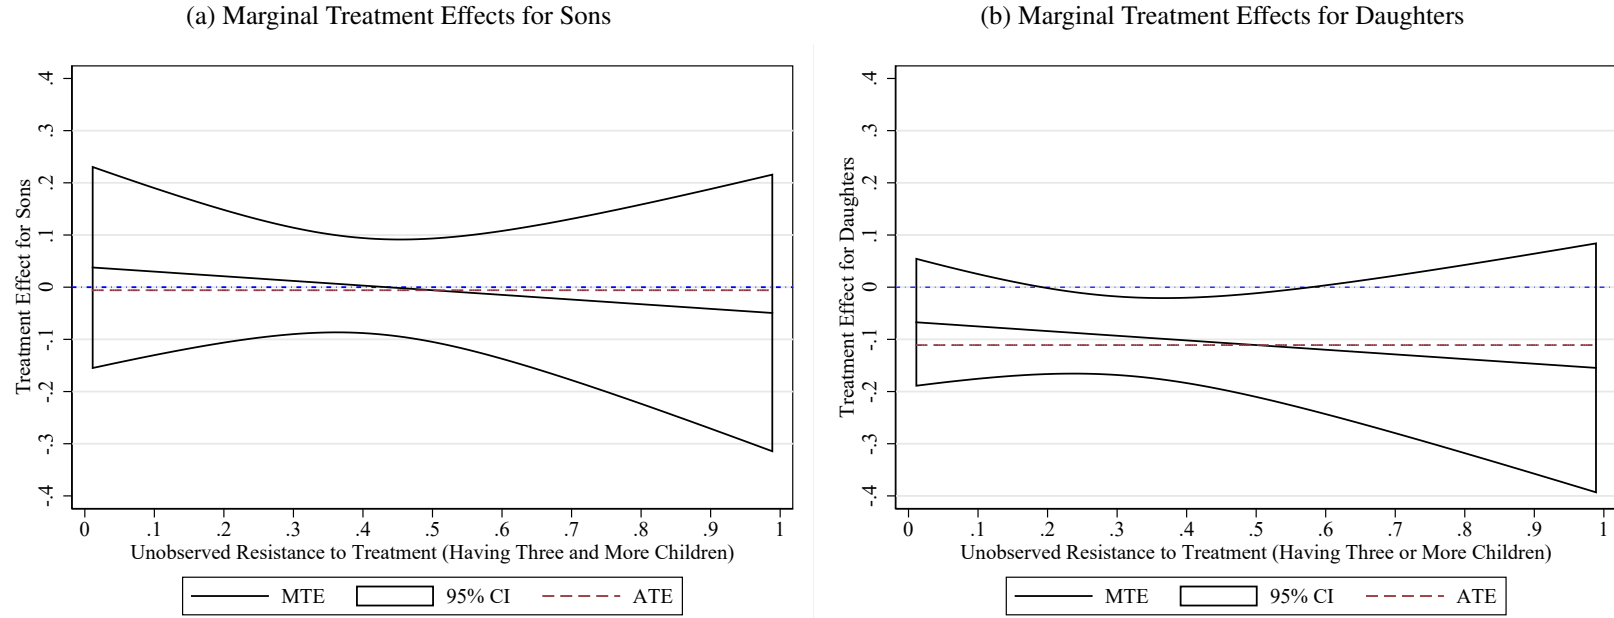 (a) Marginal Treatment Effects for Sons
Treatment Effect for Sons
.4
.3
.2
.1
0
-.1
-.2
-.3
-.4
0 .1 .2 .3 .4 .5 .6 .7 .8 .9 1
Unobserved Resistance to Treatment (Having Three and More Children)
MTE 95% CI ATE
(b) Marginal Treatment Effects for Daughters
Treatment Effect for Daughters
.4
.3
.2
.1
0
-.1
-.2
-.3
-.4
0 .1 .2 .3 .4 .5 .6 .7 .8 .9 1
Unobserved Resistance to Treatment (Having Three or More Children)
MTE 95% CI ATE